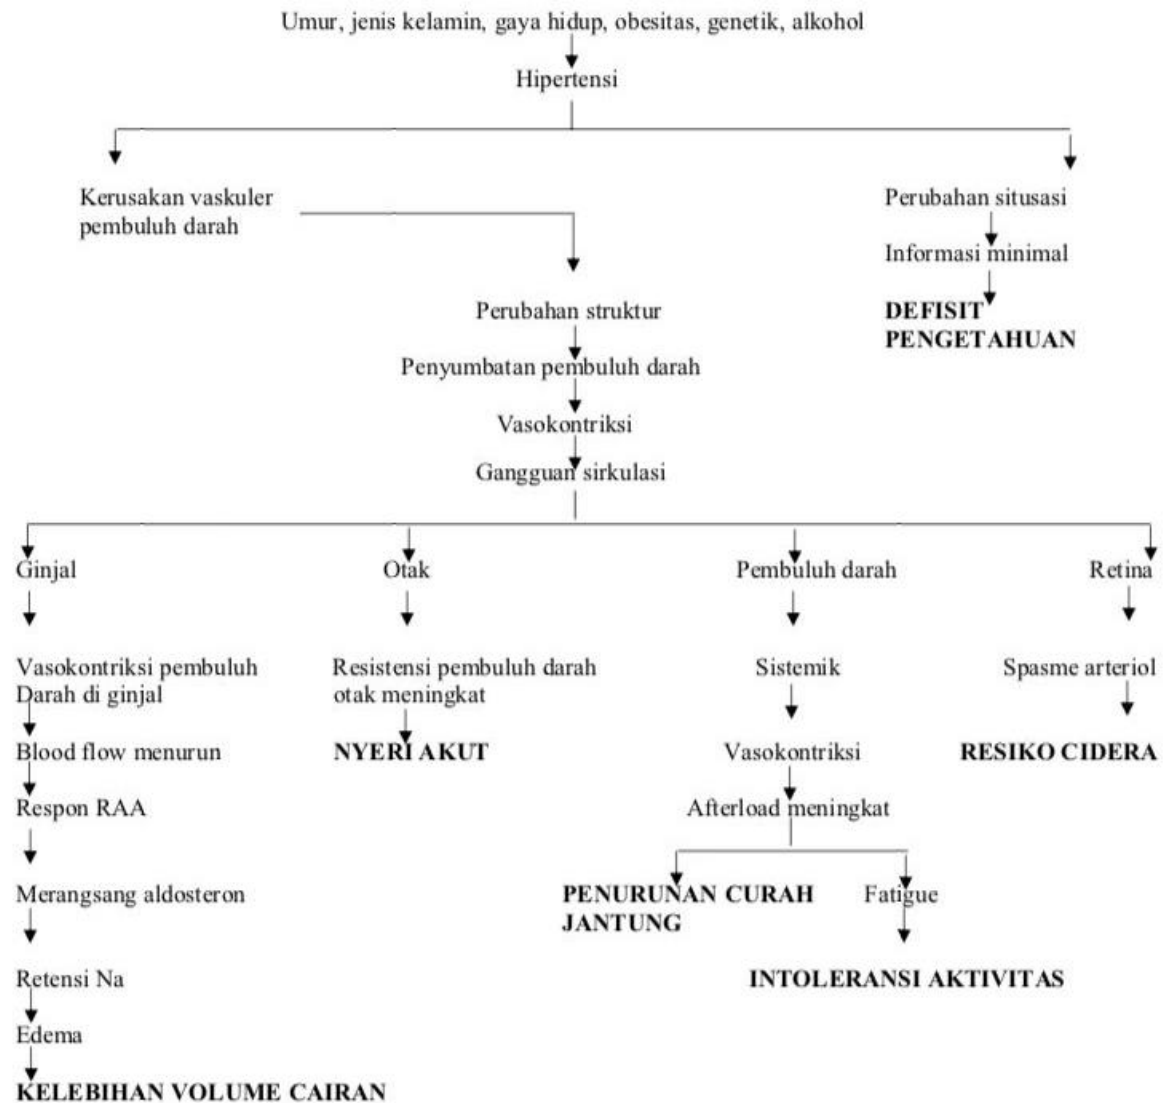 Umur, jenis kelamin, gaya hidup, obesitas, genetik, alkohol
Hipertensi
Kerusakan vaskuler
pembuluh darah
Perubahan situsasi
Informasi minimal
DEFISIT
PENGETAHUAN
Perubahan struktur
Penyumbatan pembuluh darah
Vasokontriksi
Gangguan sirkulasi
Ginjal
Vasokontriksi pembuluh
Darah di ginjal
Blood flow menurun
Respon RAA
Merangsang aldosteron
Retensi Na
Edema
KELEBIHAN VOLUME CAIRAN
Otak
Resistensi pembuluh darah
otak meningkat
NYERI AKUT
Pembuluh darah
Sistemik
Vasokontriksi
Afterload meningkat
PENURUNAN CURAH
JANTUNG
Fatigue
INTOLERANSI AKTIVITAS
Retina
Spasme arteriol
RESIKO CIDERA